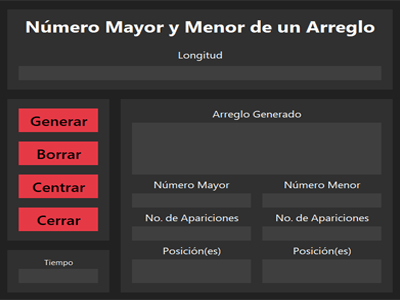 Número Mayor y Menor de un Arreglo
Longitud
Generar
Borrar
Centrar
Cerrar
Tiempo
Arreglo Generado
Número Mayor
Número Menor
No. de Apariciones
No. de Apariciones
Posición(es)
Posición(es)